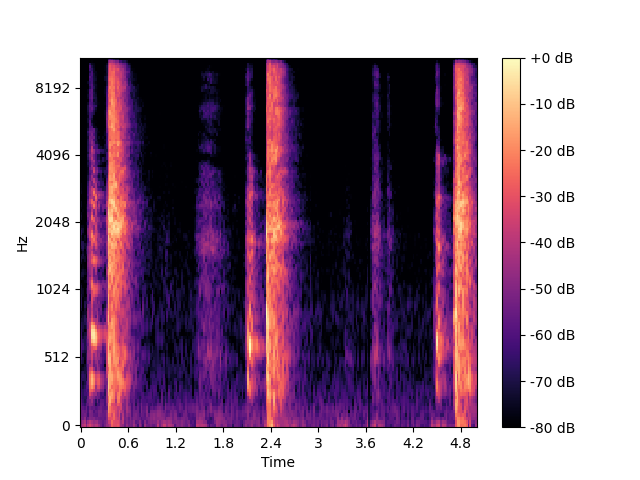 +0 dB
8192
-10 dB
4096
-20 dB
-30 dB
2048
-40 dB
Hz
1024
-50 dB
-60 dB
512
-70 dB
0
-80 dB
0 0.6 1.2 1.8 2.4 3 3.6 4.2 4.8
Time